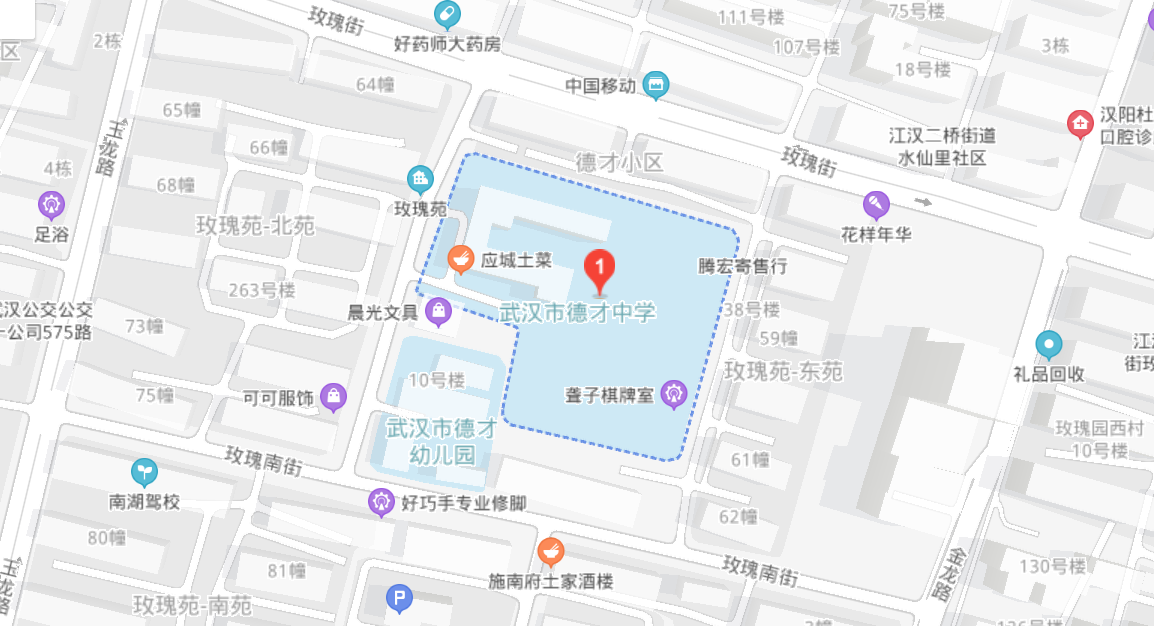 玫瑰街
好药师大药房
111号楼
75号楼
2栋
区
107号楼
3栋
64幢
中国移动
18号楼
65幢
汉阳杜
口腔诊
玉龙路
66幢
江汉二桥街道
水仙里社区
德才小区
玫瑰街
4栋
68幢
玫瑰苑
足浴
玫瑰苑-北苑
花样年华
应城土菜
腾宏寄售行
263号楼
1
武汉市德才中学
晨光文具
38号楼
汉公交公交
一公司575路
73幢
59幢
江
街玫
礼品回收
玫瑰苑-东苑
10号楼
聋子棋牌室
75幢
可可服饰
武汉市德才
幼儿园
玫瑰园西村
10号楼
玫瑰南街
61幢
南湖驾校
好巧手专业修脚
62幢
80幢
施南府土家酒楼
玫瑰南街
金龙路
130号楼
81幢
玉龙路
玫瑰苑-南苑
P